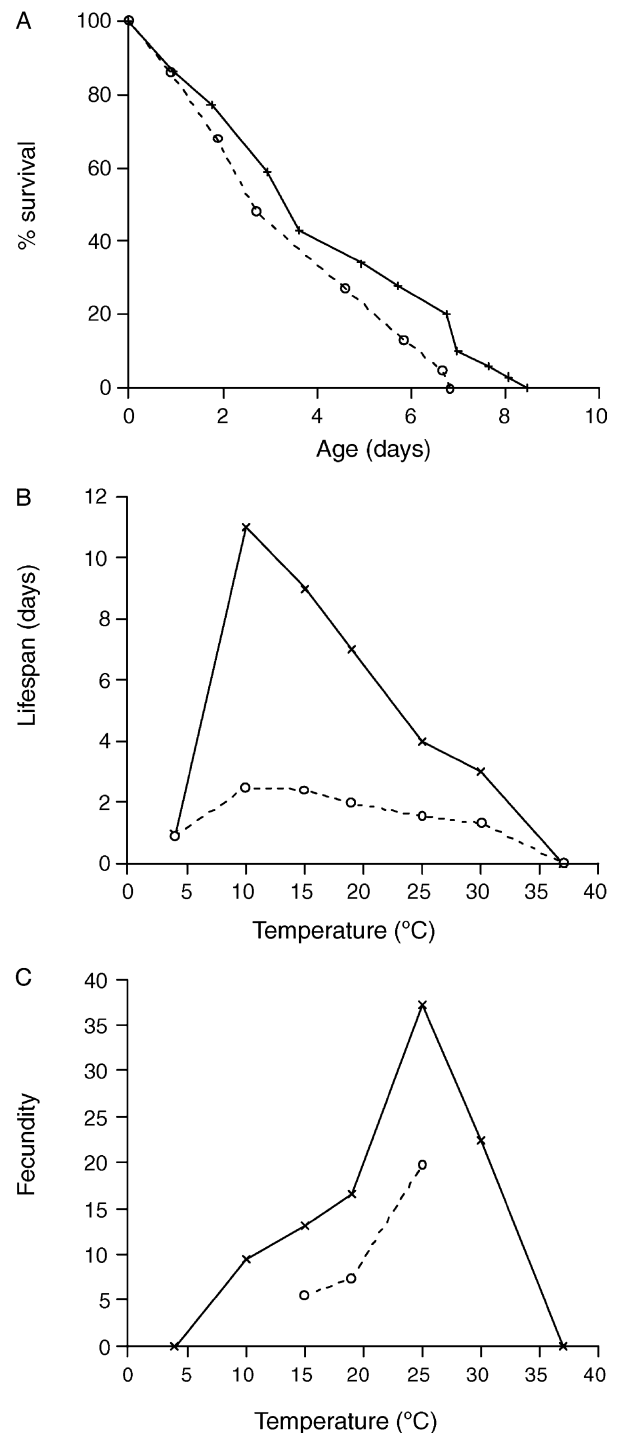 A
100
80
60
40
20
0
% survival
0 2 4 6 8 10
Age (days)
B
12
10
8
6
4
2
0
Lifespan (days)
0 5 10 15 20 25 30 35 40
Temperature (°C)
C
40
35
30
25
20
15
10
5
0
Fecundity
0 5 10 15 20 25 30 35 40
Temperature (°C)